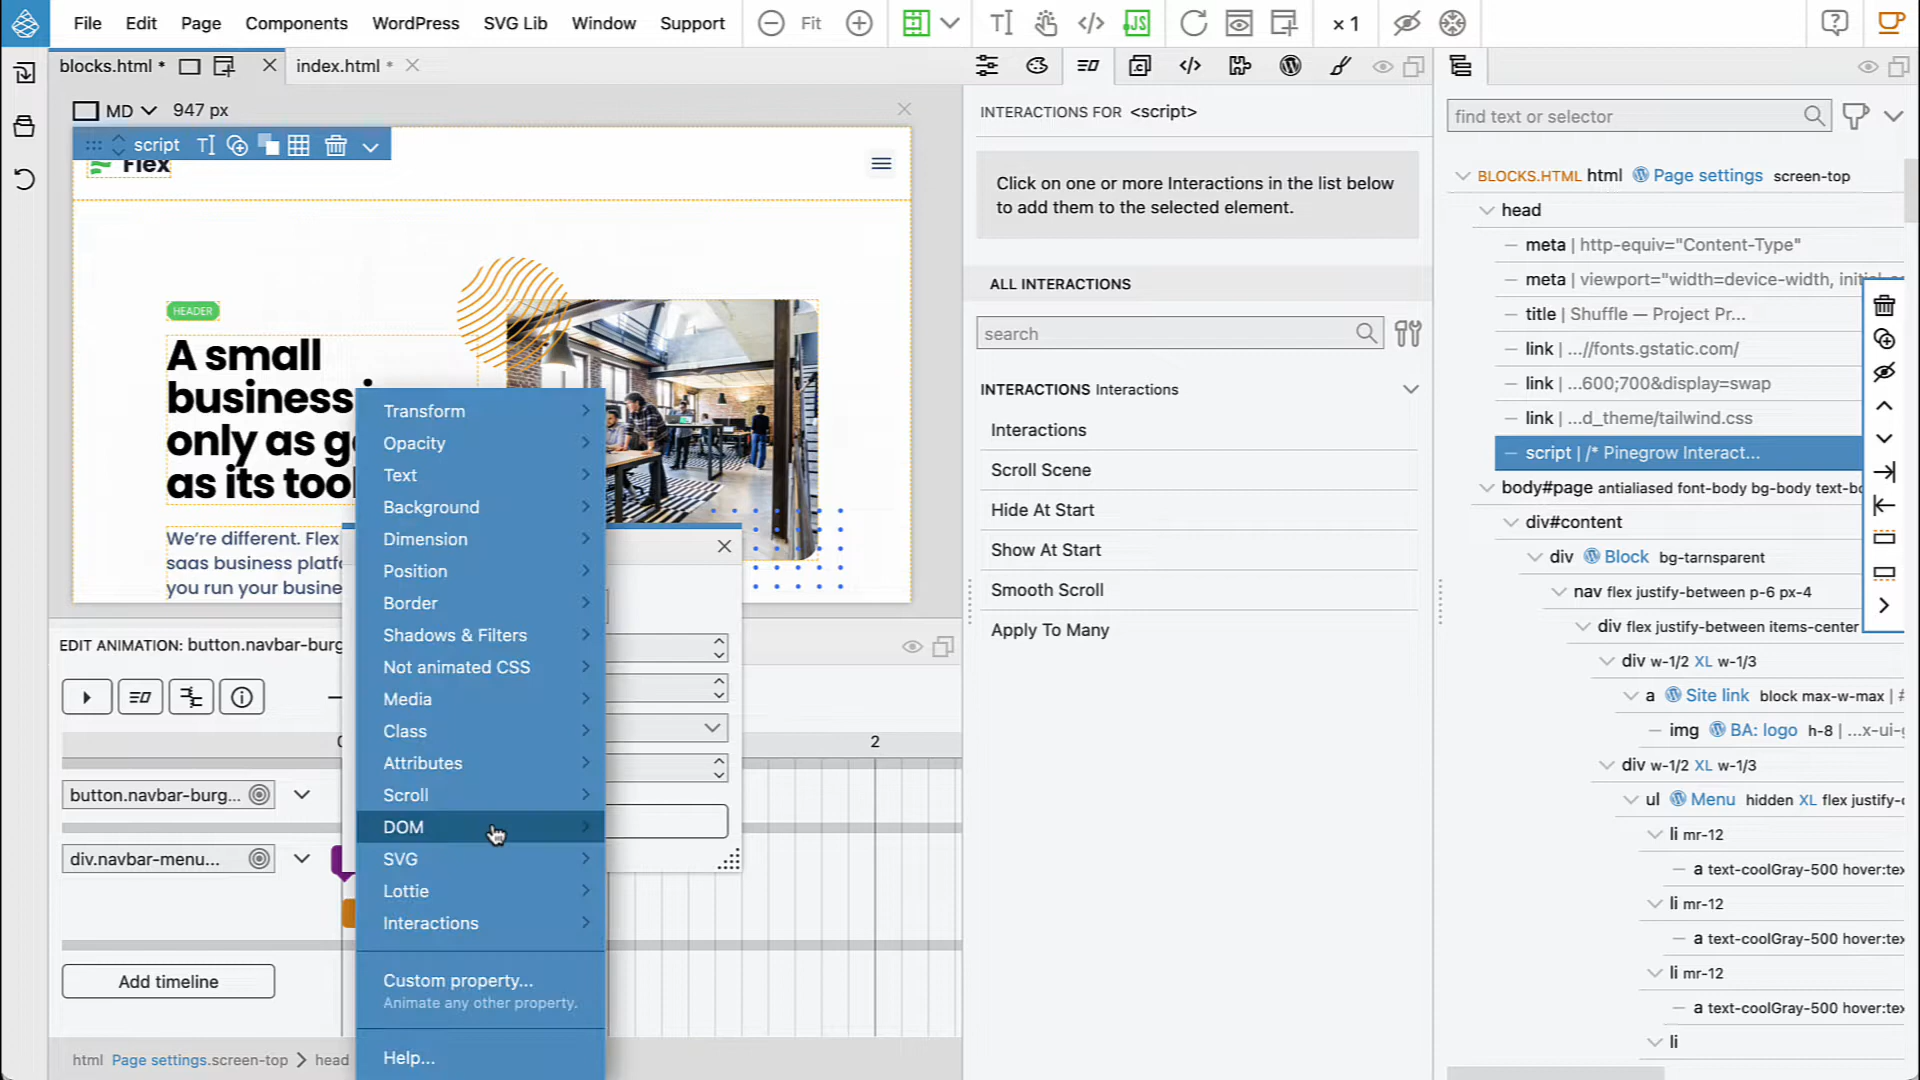 File Edit Page Components WordPress SVG Lib Window Support Fit JS × 1
blocks.html * index.html *
MD 947 px
script
Flex
HEADER
A small
business
only as g
as its tool
We're different. Flex
saas business platfo
you run your busine
Transform
Opacity
Text
Background
Dimension
Position
Border
Shadows & Filters
Not animated CSS
Media
Class
Attributes
Scroll
DOM
SVG
Lottie
Interactions
Custom property...
Animate any other property.
Help...
EDIT ANIMATION: button.navbar-burg
2
button.navbar-burg...
div.navbar-menu...
Add timeline
html Page settings.screen-top head
INTERACTIONS FOR <script>
Click on one or more Interactions in the list below
to add them to the selected element.
ALL INTERACTIONS
search
INTERACTIONS Interactions
Interactions
Scroll Scene
Hide At Start
Show At Start
Smooth Scroll
Apply To Many
find text or selector
BLOCKS.HTML html Page settings screen-top
head
meta | http-equiv="Content-Type"
meta | viewport="width=device-width, initial-sc
title | Shuffle — Project Pr...
link | ...//fonts.gstatic.com/
link | ...600;700&display=swap
link | ...d_theme/tailwind.css
script | /* Pinegrow Interact...
body#page antialiased font-body bg-body text-bo
div#content
div Block bg-tarnsparent
nav flex justify-between p-6 px-4
div flex justify-between items-center
div w-1/2 XL w-1/3
a Site link block max-w-max | #
img BA: logo h-8 | ...x-ui-g
div w-1/2 XL w-1/3
ul Menu hidden XL flex justify-c
li mr-12
a text-coolGray-500 hover:tex
li mr-12
a text-coolGray-500 hover:tex
li mr-12
a text-coolGray-500 hover:tex
li